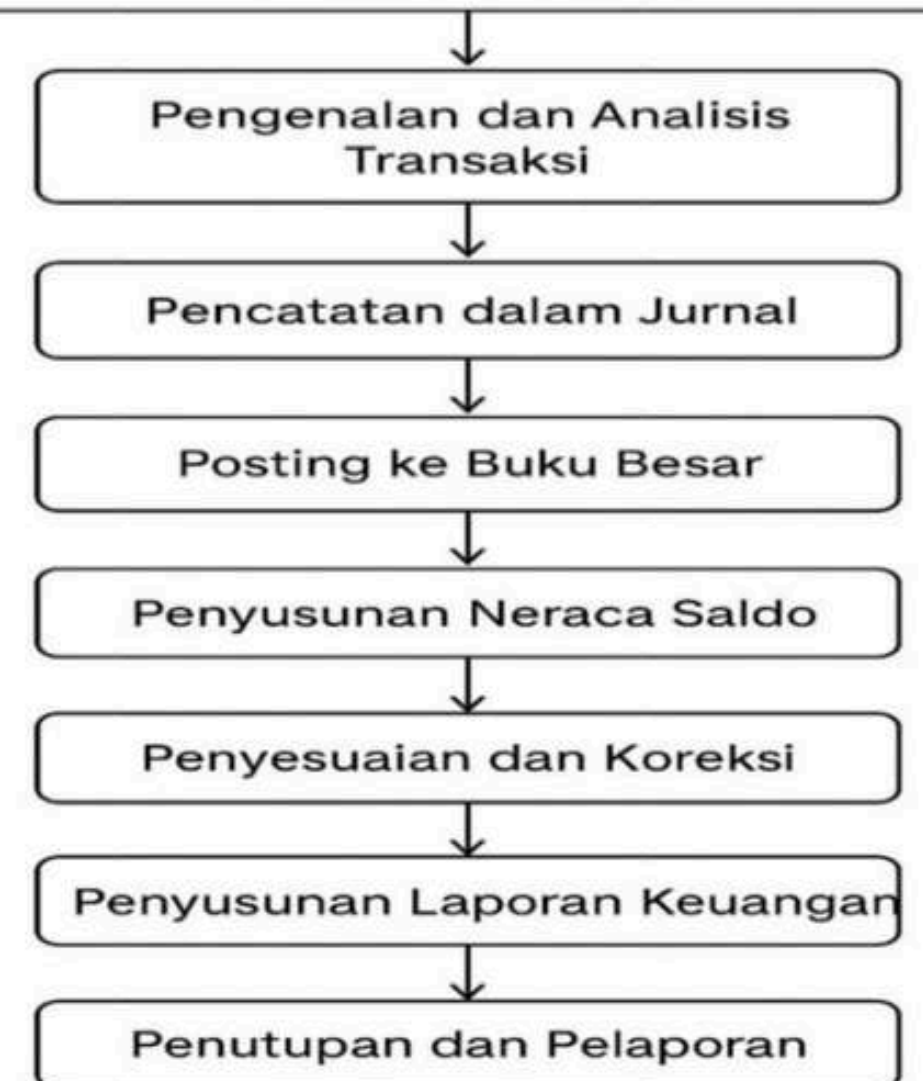 Pengenalan dan Analisis
Transaksi
Pencatatan dalam Jurnal
Posting ke Buku Besar
Penyusunan Neraca Saldo
Penyesuaian dan Koreksi
Penyusunan Laporan Keuangan
Penutupan dan Pelaporan